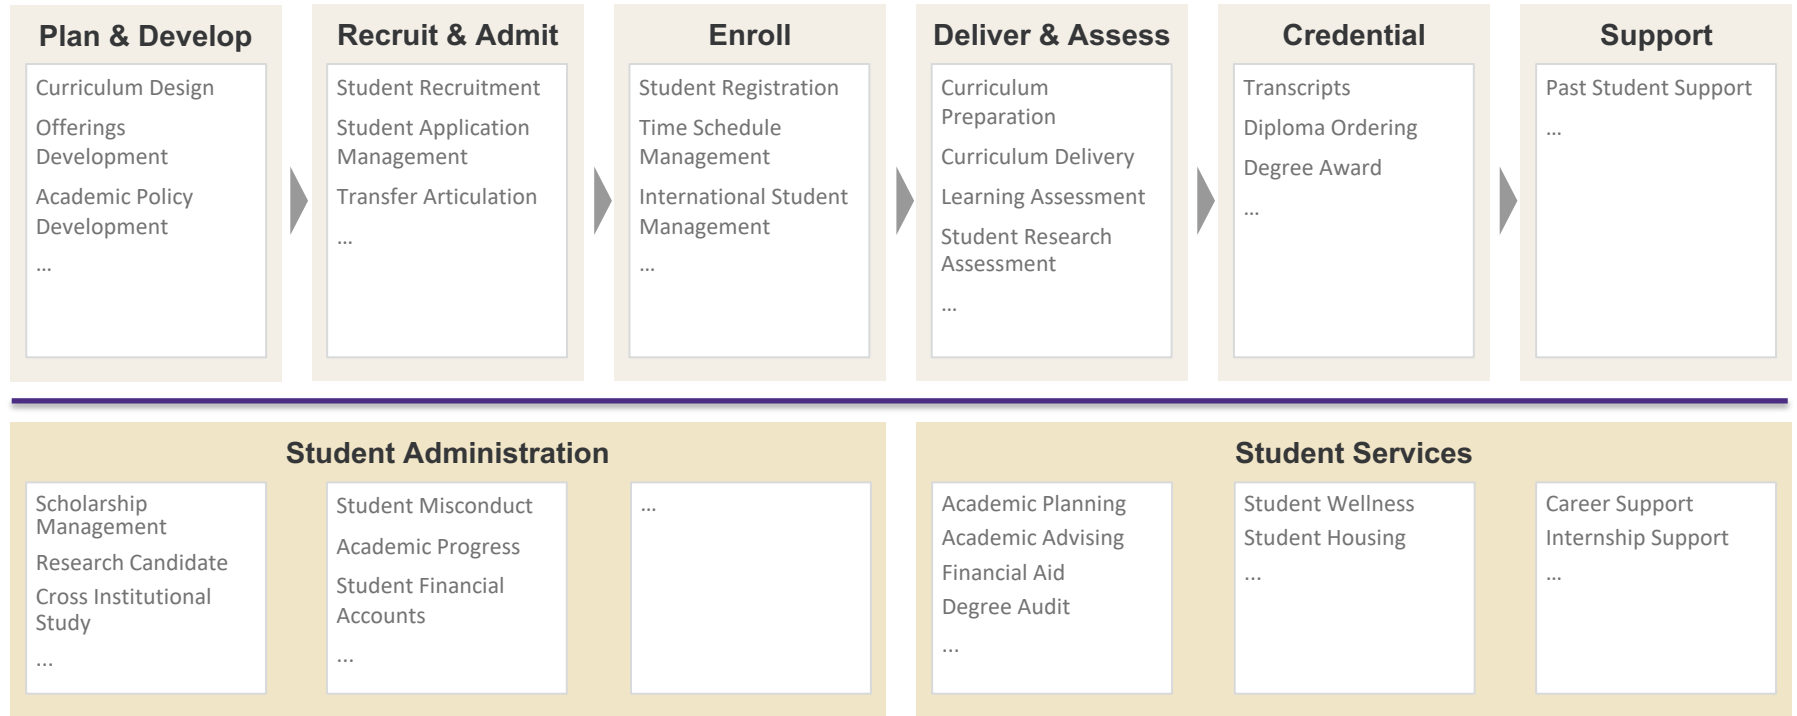 Plan & Develop
Curriculum Design
Offerings
Development
Academic Policy
Development
...
Recruit & Admit
Student Recruitment
Student Application
Management
Transfer Articulation
...
Enroll
Student Registration
Time Schedule
Management
International Student
Management
...
Deliver & Assess
Curriculum
Preparation
Curriculum Delivery
Learning Assessment
Student Research
Assessment
...
Credential
Transcripts
Diploma Ordering
Degree Award
...
Support
Past Student Support
...
Student Administration
Scholarship
Management
Research Candidate
Cross Institutional
Study
...
Student Misconduct
Academic Progress
Student Financial
Accounts
...
...
Student Services
Academic Planning
Academic Advising
Financial Aid
Degree Audit
...
Student Wellness
Student Housing
...
Career Support
Internship Support
...